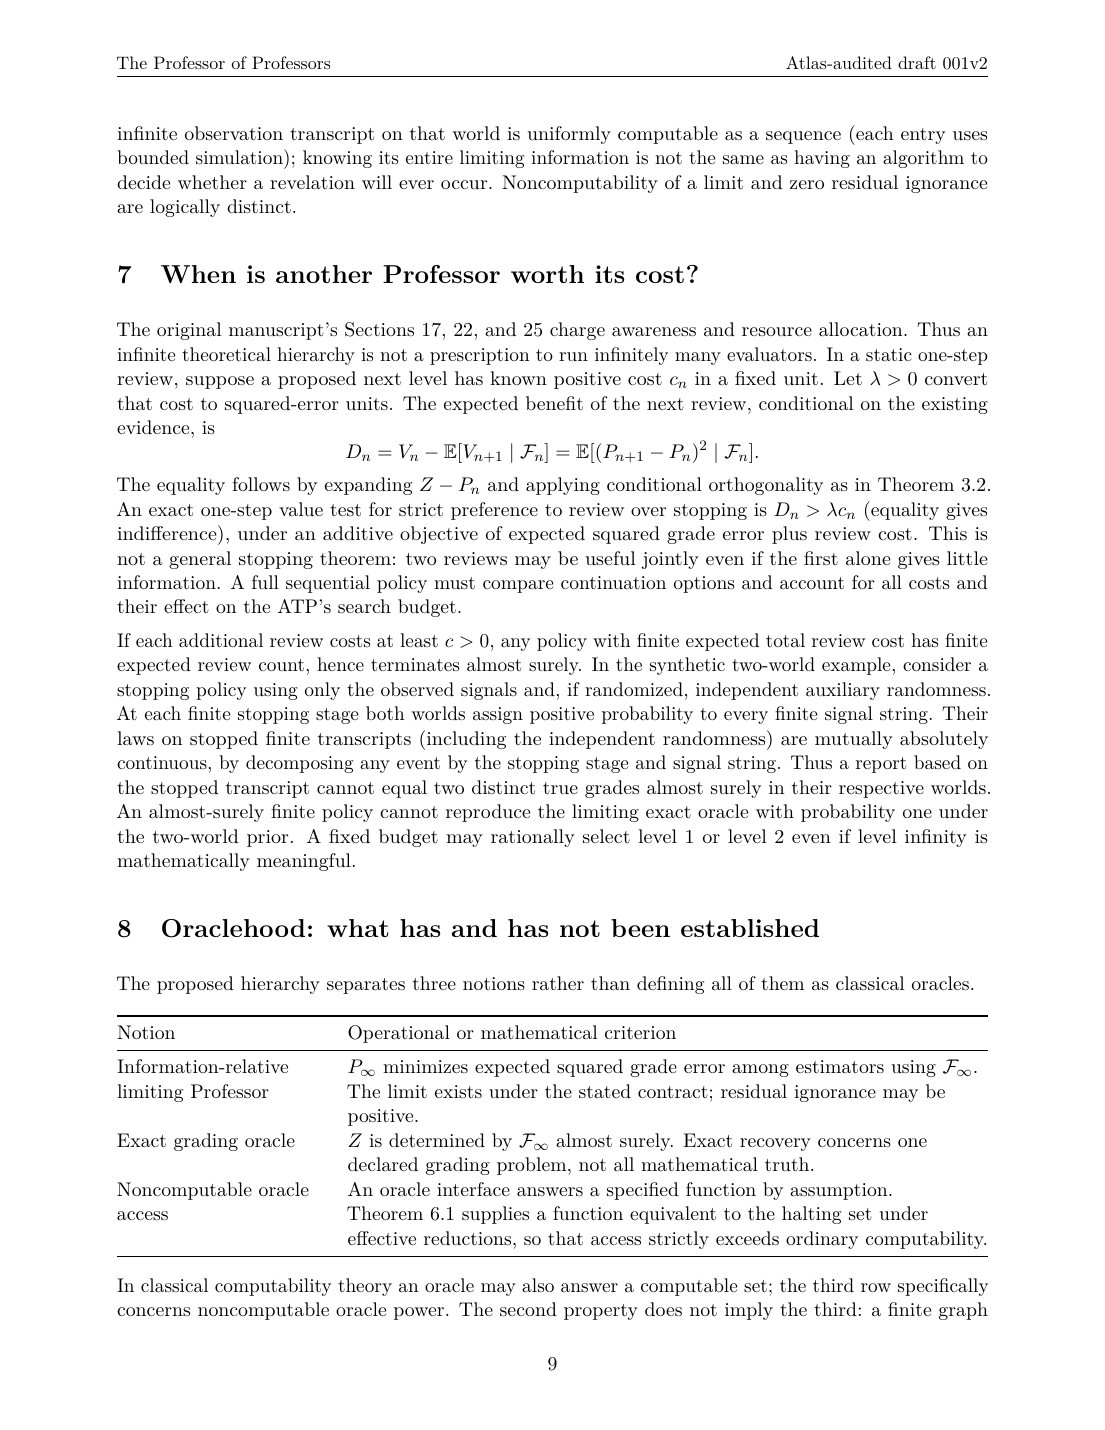 The Professor of Professors Atlas-audited draft 001v2
infinite observation transcript on that world is uniformly computable as a sequence (each entry uses
bounded simulation); knowing its entire limiting information is not the same as having an algorithm to
decide whether a revelation will ever occur. Noncomputability of a limit and zero residual ignorance
are logically distinct.
7 When is another Professor worth its cost?
The original manuscript's Sections 17, 22, and 25 charge awareness and resource allocation. Thus an
infinite theoretical hierarchy is not a prescription to run infinitely many evaluators. In a static one-step
review, suppose a proposed next level has known positive cost cₙ in a fixed unit. Let λ > 0 convert
that cost to squared-error units. The expected benefit of the next review, conditional on the existing
evidence, is
Dₙ = Vₙ − 𝔼[Vₙ₊₁ | ℱₙ] = 𝔼[(Pₙ₊₁ − Pₙ)² | ℱₙ].
The equality follows by expanding Z − Pₙ and applying conditional orthogonality as in Theorem 3.2.
An exact one-step value test for strict preference to review over stopping is Dₙ > λcₙ (equality gives
indifference), under an additive objective of expected squared grade error plus review cost. This is
not a general stopping theorem: two reviews may be useful jointly even if the first alone gives little
information. A full sequential policy must compare continuation options and account for all costs and
their effect on the ATP's search budget.
If each additional review costs at least c > 0, any policy with finite expected total review cost has finite
expected review count, hence terminates almost surely. In the synthetic two-world example, consider a
stopping policy using only the observed signals and, if randomized, independent auxiliary randomness.
At each finite stopping stage both worlds assign positive probability to every finite signal string. Their
laws on stopped finite transcripts (including the independent randomness) are mutually absolutely
continuous, by decomposing any event by the stopping stage and signal string. Thus a report based on
the stopped transcript cannot equal two distinct true grades almost surely in their respective worlds.
An almost-surely finite policy cannot reproduce the limiting exact oracle with probability one under
the two-world prior. A fixed budget may rationally select level 1 or level 2 even if level infinity is
mathematically meaningful.
8 Oraclehood: what has and has not been established
The proposed hierarchy separates three notions rather than defining all of them as classical oracles.
Notion Operational or mathematical criterion
Information-relative P∞ minimizes expected squared grade error among estimators using ℱ∞.
limiting Professor The limit exists under the stated contract; residual ignorance may be
positive.
Exact grading oracle Z is determined by ℱ∞ almost surely. Exact recovery concerns one
declared grading problem, not all mathematical truth.
Noncomputable oracle An oracle interface answers a specified function by assumption.
access Theorem 6.1 supplies a function equivalent to the halting set under
effective reductions, so that access strictly exceeds ordinary computability.
In classical computability theory an oracle may also answer a computable set; the third row specifically
concerns noncomputable oracle power. The second property does not imply the third: a finite graph
9